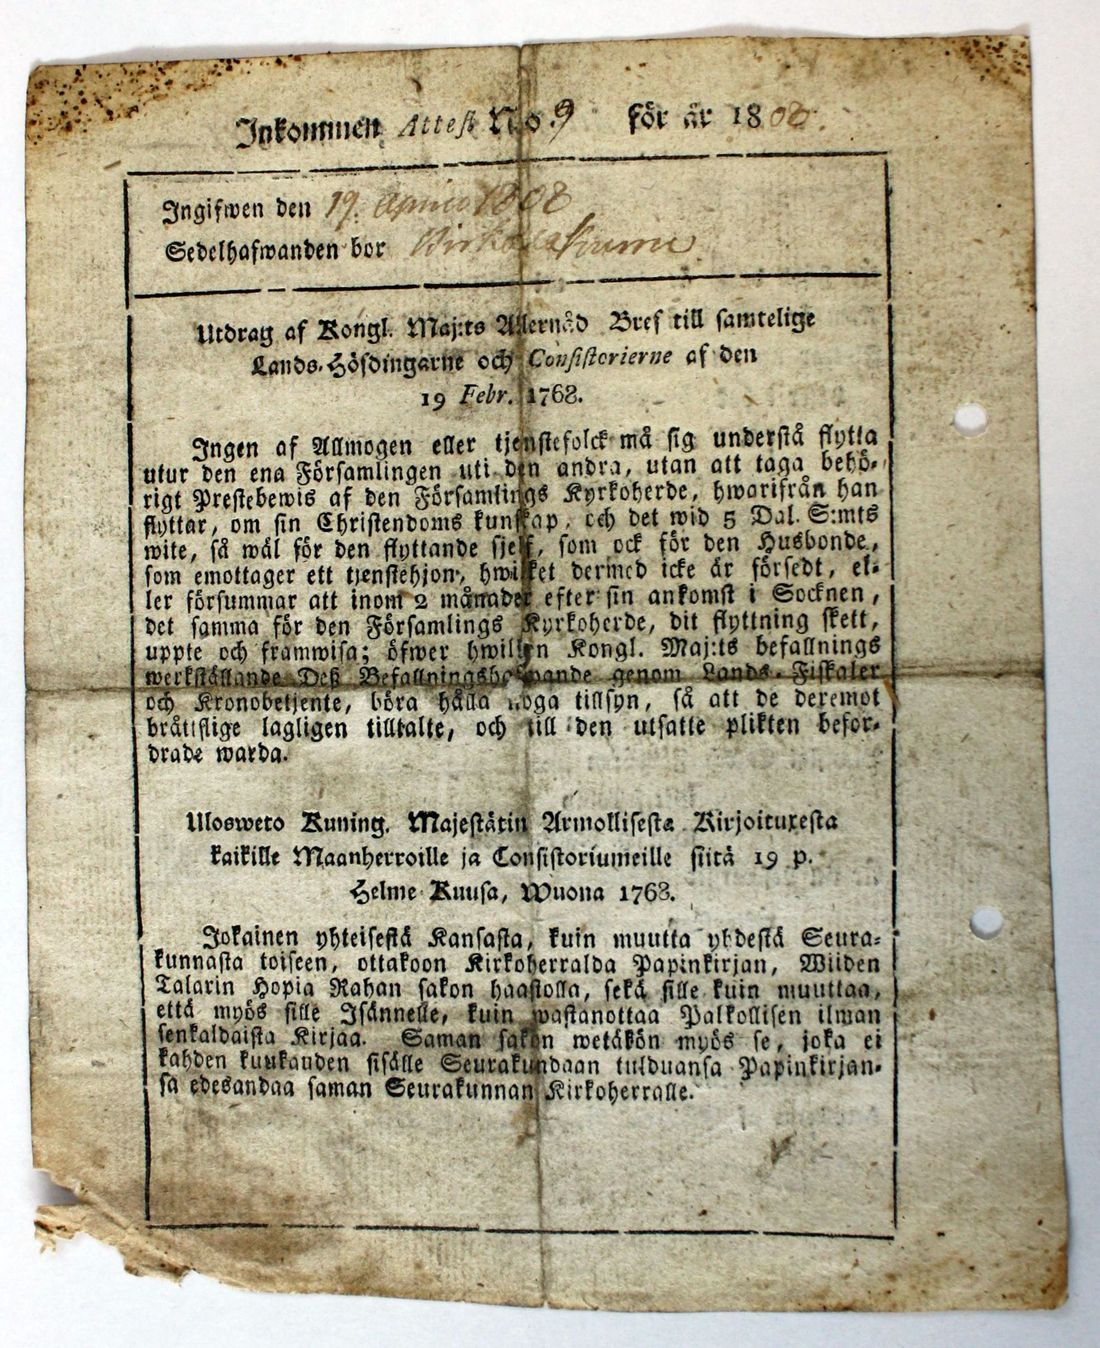 Inkommen Attest No 9 för år 1808.
Ingifwen den 19. April 1808
Sedelhafwanden bor
Utdrag af Kongl. Maj:ts Allernåd Bref till samtelige
Lands-Höfdingarne och Consistorierne af den
19 Febr. 1768.
Ingen af Allmogen eller tjenstefolck må sig understå flytta
utur den ena Församlingen uti den andra, utan att taga behö-
rigt Prestebewis af den Församlings Kyrkoherde, hwarifrån han
flyttar, om sin Christendoms kunskap, och det wid 5 Dal. S:mts
wite, så wäl för den flyttande sjelf, som ock för den Husbonde,
som emottager ett tjenstehjon, hwilket dermed icke är försedt, el-
ler försummar att inom 2 månader efter sin ankomst i Socknen,
det samma för den Församlings Kyrkoherde, dit flyttning skett,
uppte och framwisa; öfwer hwilken Kongl. Maj:ts befallnings
werkställande Deß Befallningshafwande genom Lands-Fiskaler
och Kronobetjente, böra hålla noga tillsyn, så att de deremot
bråttslige lagligen tilltalte, och till den utsatte plikten befor-
drade warda.
Ulosweto Kuning. Majestätin Armollisesta Kirjoituxesta
kaikille Maanherroille ja Consistoriumeille siitä 19 p.
Helme Kuusa, Wuona 1768.
Jokainen yhteisestä Kansasta, kuin muutta yhdestä Seura-
kunnasta toiseen, ottakoon Kirkoherralda Papinkirjan, Wiiden
Talarin Hopia Rahan sakon haastolla, sekä sille kuin muuttaa,
että myös sille Isännelle, kuin wastanottaa Palkollisen ilman
senkaldaista Kirjaa. Saman sakon wetäkön myös se, joka ei
kahden kuukauden sisälle Seurakundaan tulduansa Papinkirjan-
sa edesandaa saman Seurakunnan Kirkoherralle.